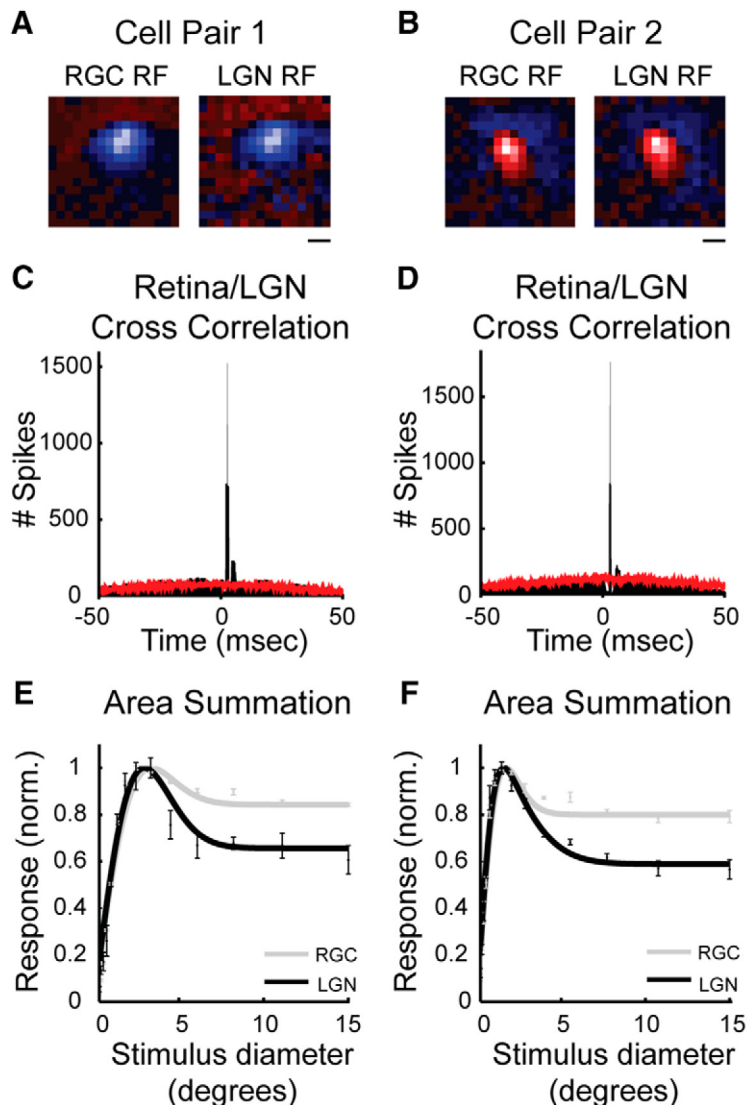 A
Cell Pair 1
RGC RF
LGN RF
B
Cell Pair 2
RGC RF
LGN RF
C
Retina/LGN
Cross Correlation
1500
1000
500
0
# Spikes
-50
0
50
Time (msec)
D
Retina/LGN
Cross Correlation
1500
1000
500
0
# Spikes
-50
0
50
Time (msec)
E
Area Summation
1
0.8
0.6
0.4
0.2
0
Response (norm.)
RGC
LGN
0
5
10
15
Stimulus diameter
(degrees)
F
Area Summation
1
0.8
0.6
0.4
0.2
0
Response (norm.)
RGC
LGN
0
5
10
15
Stimulus diameter
(degrees)